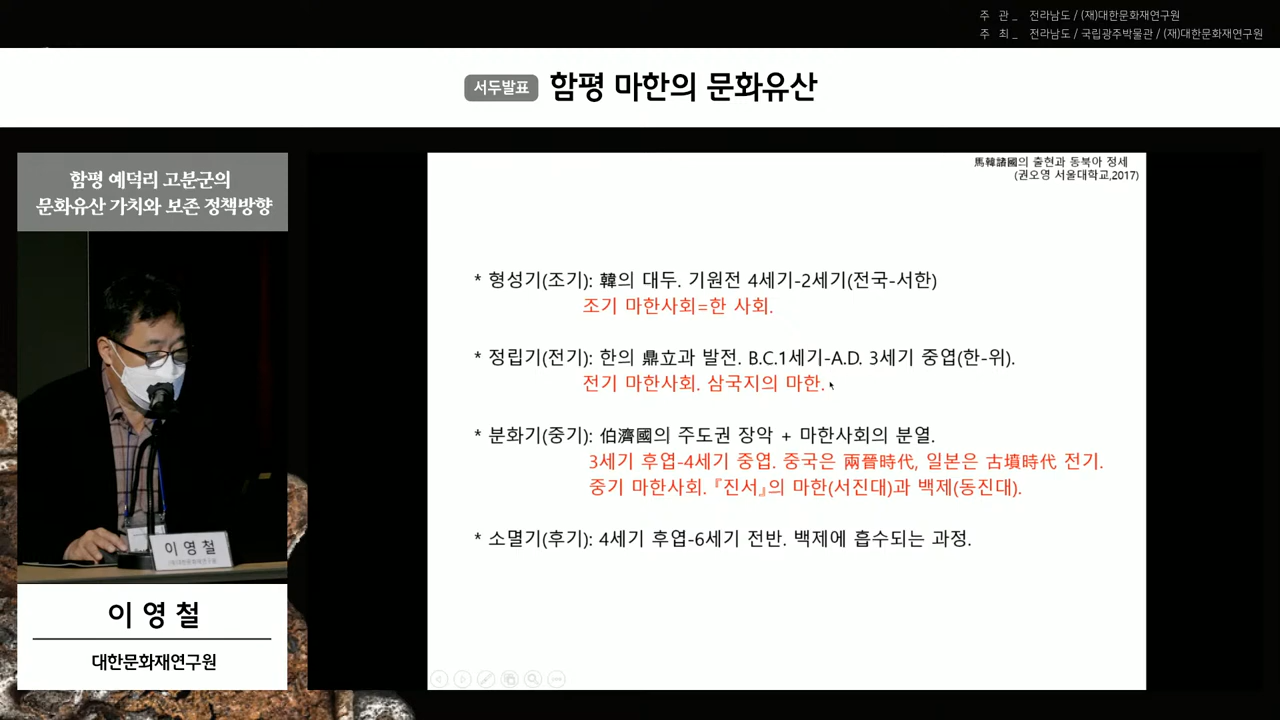 주 관 _ 전라남도 / (재)대한문화재연구원
주 최 _ 전라남도 / 국립광주박물관 / (재)대한문화재연구원
서두발표 함평 마한의 문화유산
함평 예덕리 고분군의
문화유산 가치와 보존 정책방향
馬韓諸國의 출현과 동북아 정세
(권오영 서울대학교,2017)
* 형성기(조기): 韓의 대두. 기원전 4세기-2세기(전국-서한)
조기 마한사회=한 사회.
* 정립기(전기): 한의 鼎立과 발전. B.C.1세기-A.D. 3세기 중엽(한-위).
전기 마한사회. 삼국지의 마한.
* 분화기(중기): 伯濟國의 주도권 장악 + 마한사회의 분열.
3세기 후엽-4세기 중엽. 중국은 兩晉時代, 일본은 古墳時代 전기.
중기 마한사회. 『진서』의 마한(서진대)과 백제(동진대).
* 소멸기(후기): 4세기 후엽-6세기 전반. 백제에 흡수되는 과정.
이 영 철
이 영 철
대한문화재연구원